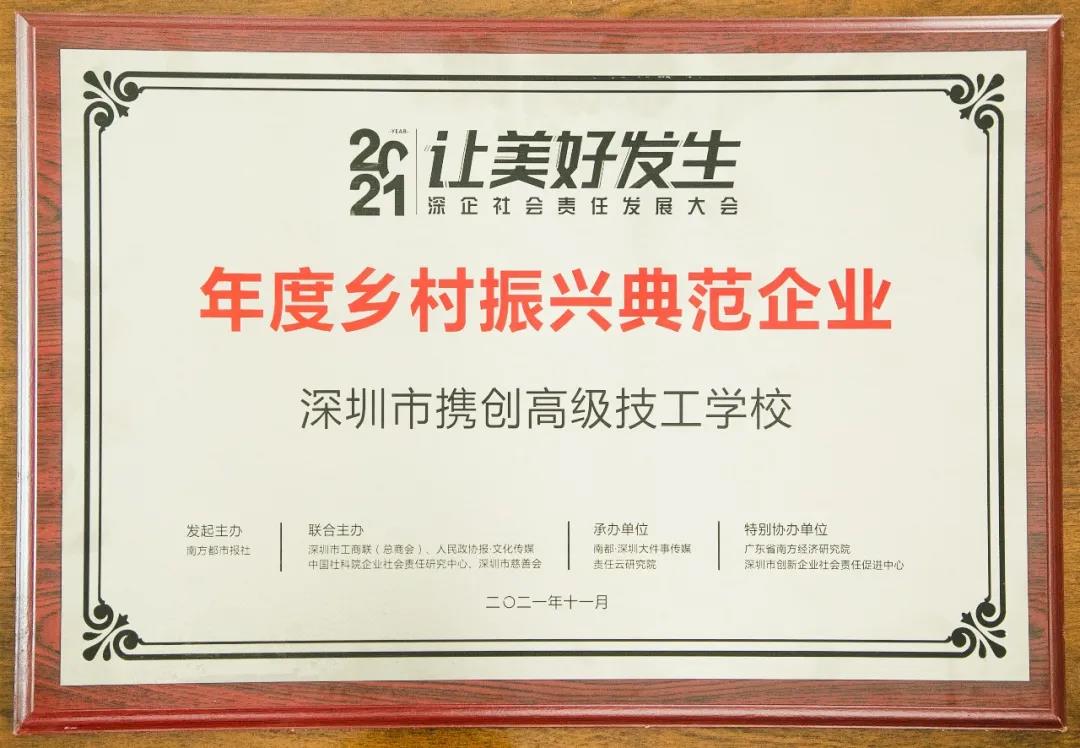 2021
YEAR
让美好发生
深企社会责任发展大会
年度乡村振兴典范企业
深圳市携创高级技工学校
发起主办
南方都市报社
联合主办
深圳市工商联（总商会）、人民政协报·文化传媒
中国社科院企业社会责任研究中心、深圳市慈善会
承办单位
南都·深圳大件事传媒
责任云研究院
特别协办单位
广东省南方经济研究院
深圳市创新企业社会责任促进中心
二〇二一年十一月